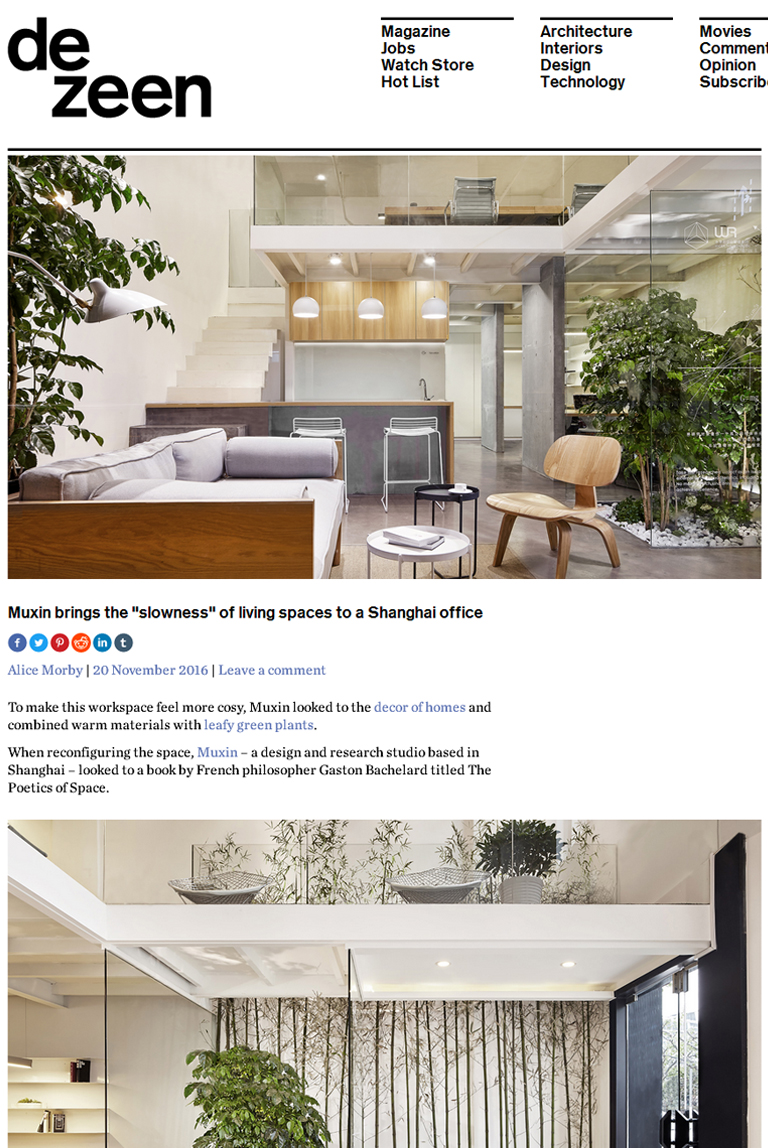 de
zeen
Magazine
Jobs
Watch Store
Hot List
Architecture
Interiors
Design
Technology
Movies
Comment
Opinion
Subscribe
WR
Muxin brings the "slowness" of living spaces to a Shanghai office
Alice Morby | 20 November 2016 | Leave a comment
To make this workspace feel more cosy, Muxin looked to the decor of homes and
combined warm materials with leafy green plants.
When reconfiguring the space, Muxin – a design and research studio based in
Shanghai – looked to a book by French philosopher Gaston Bachelard titled The
Poetics of Space.